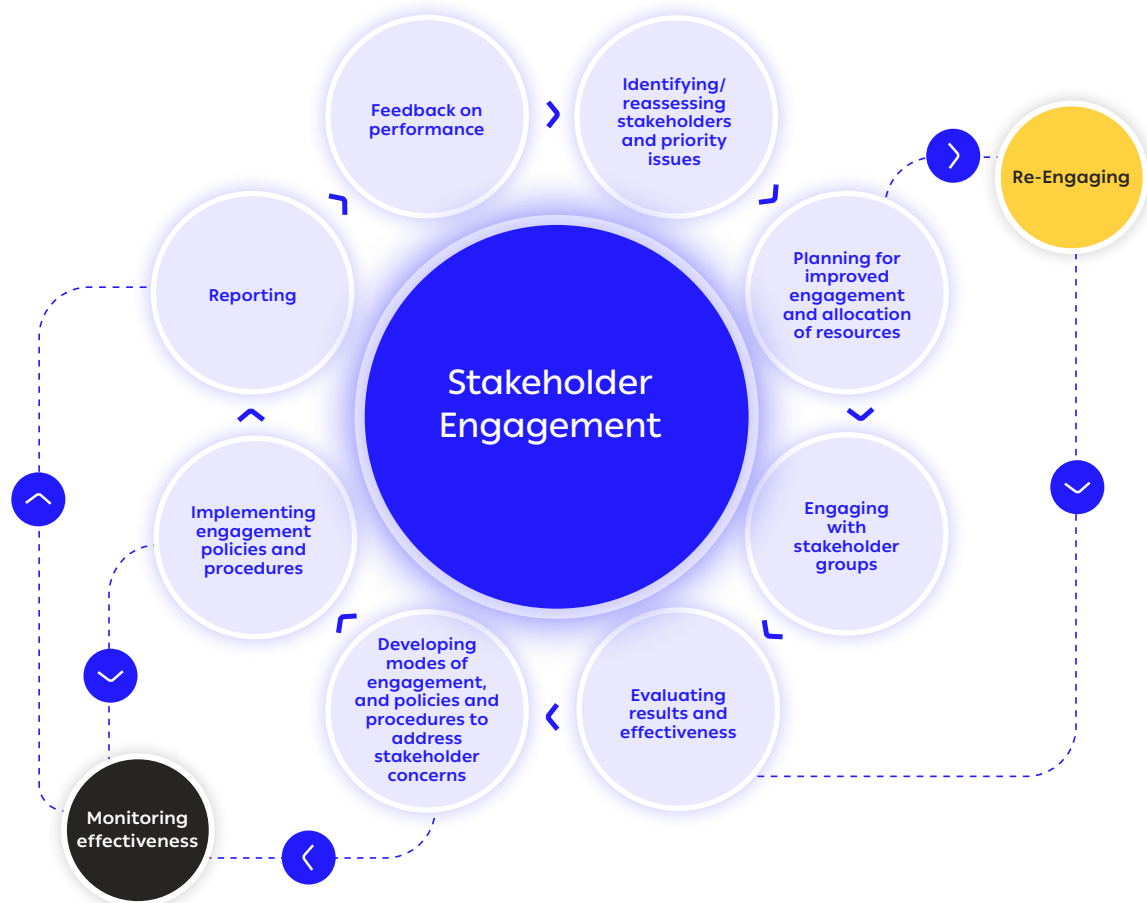 Feedback on
performance
Identifying/
reassessing
stakeholders
and priority
issues
Re-Engaging
Reporting
Planning for
improved
engagement
and allocation
of resources
Stakeholder
Engagement
Implementing
engagement
policies and
procedures
Engaging
with
stakeholder
groups
Developing
modes of
engagement,
and policies and
procedures to
address
stakeholder
concerns
Evaluating
results and
effectiveness
Monitoring
effectiveness